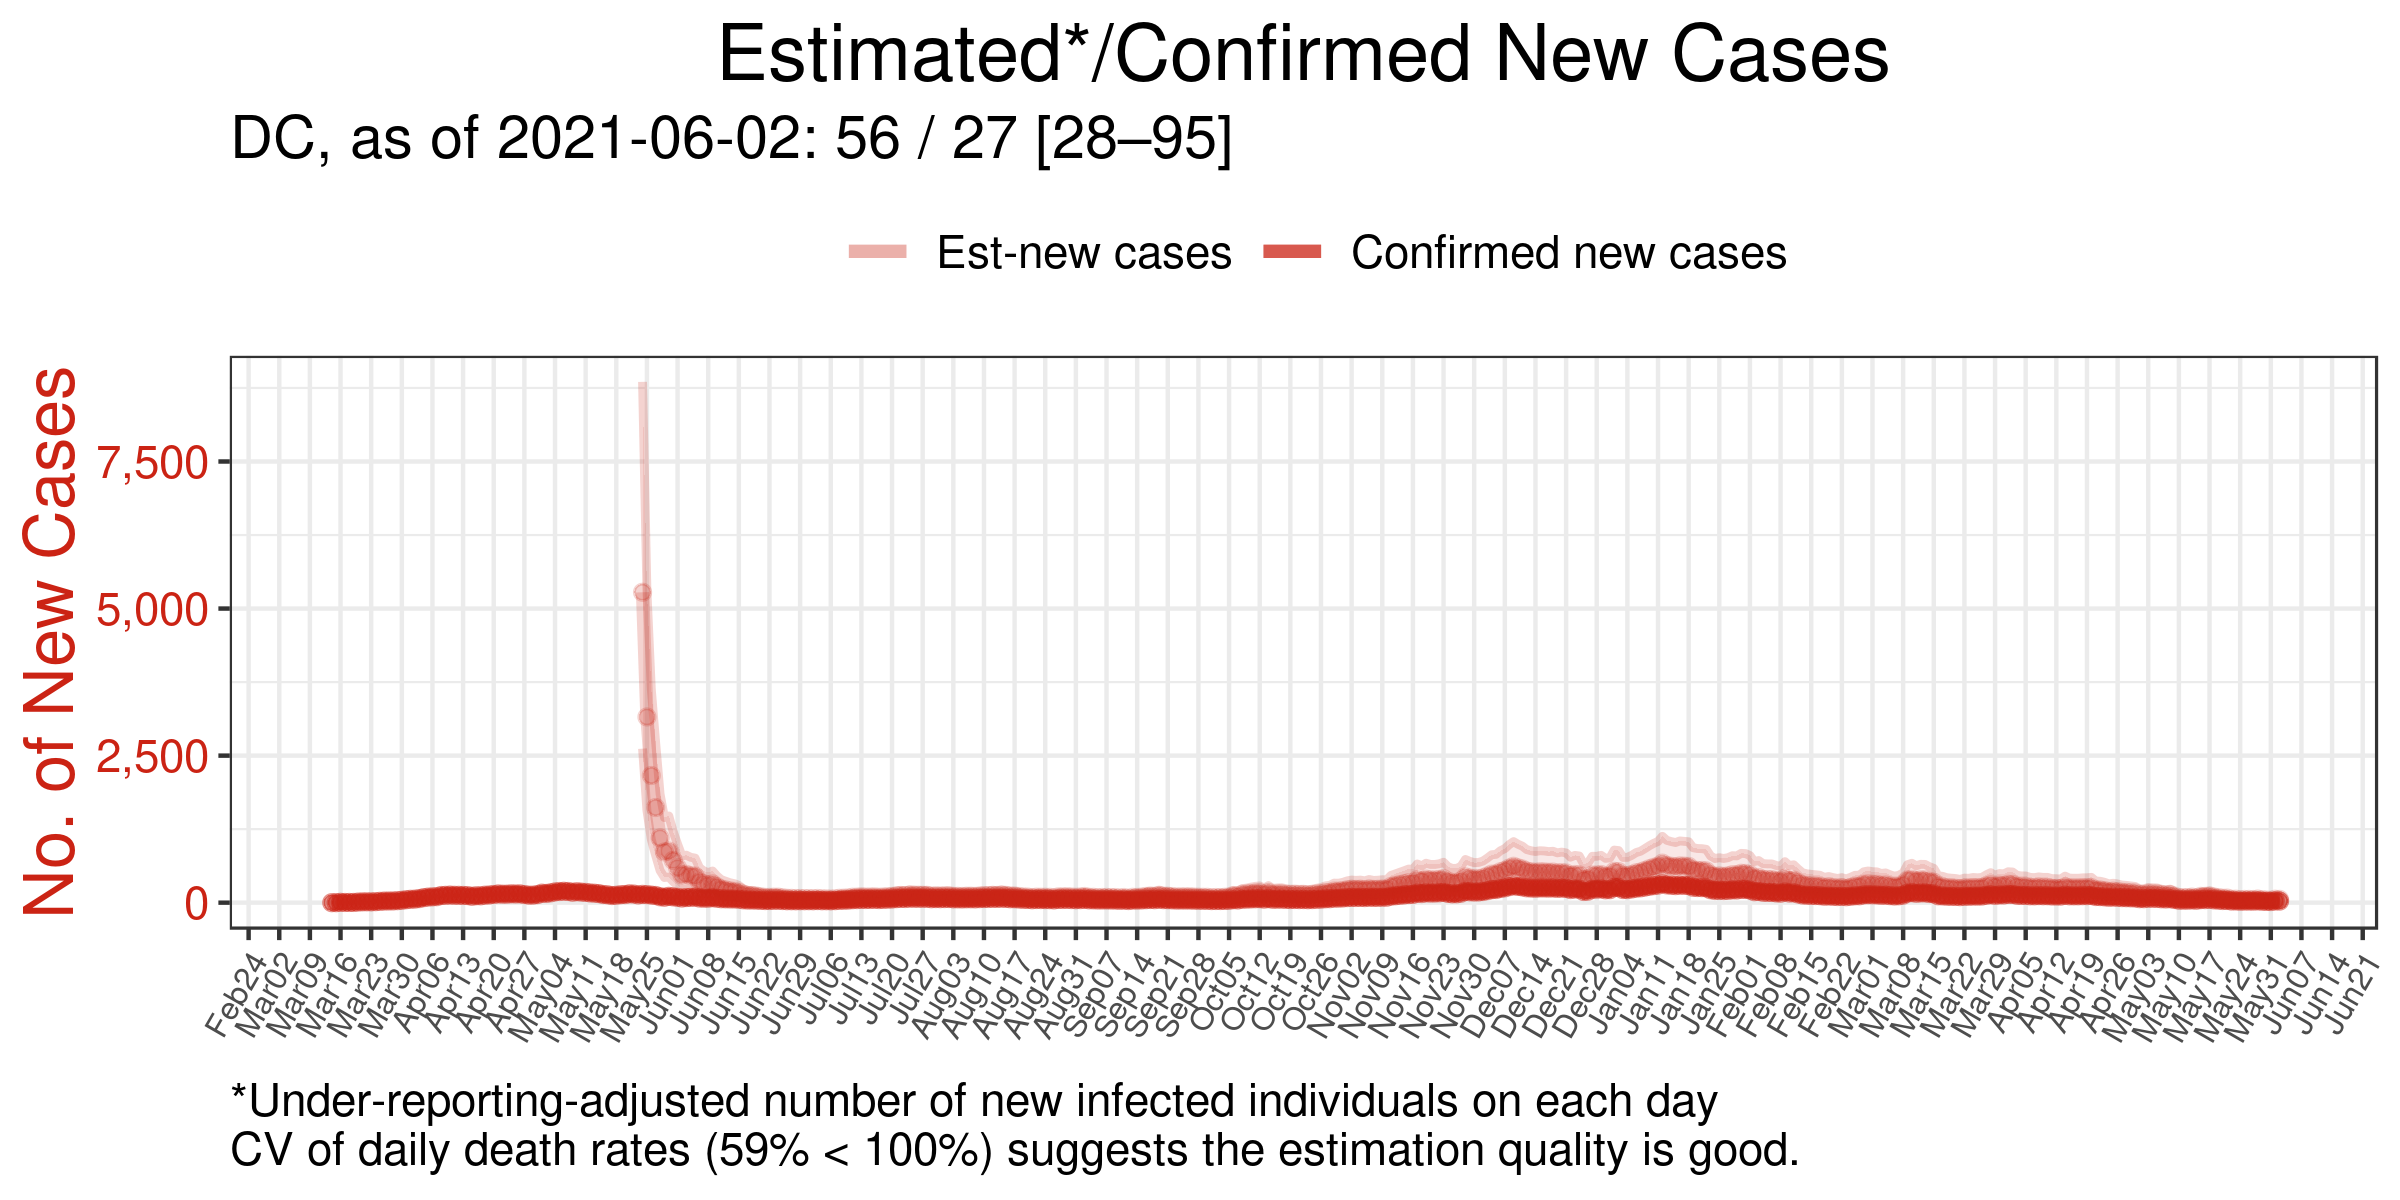 Estimated*/Confirmed New Cases
DC, as of 2021-06-02: 56 / 27 [28–95]
Est-new cases
Confirmed new cases
No. of New Cases
7,500
5,000
2,500
0
Feb24
Mar02
Mar09
Mar16
Mar23
Mar30
Apr06
Apr13
Apr20
Apr27
May04
May11
May18
May25
Jun01
Jun08
Jun15
Jun22
Jun29
Jul06
Jul13
Jul20
Jul27
Aug03
Aug10
Aug17
Aug24
Aug31
Sep07
Sep14
Sep21
Sep28
Oct05
Oct12
Oct19
Oct26
Nov02
Nov09
Nov16
Nov23
Nov30
Dec07
Dec14
Dec21
Dec28
Jan04
Jan11
Jan18
Jan25
Feb01
Feb08
Feb15
Feb22
Mar01
Mar08
Mar15
Mar22
Mar29
Apr05
Apr12
Apr19
Apr26
May03
May10
May17
May24
May31
Jun07
Jun14
Jun21
*Under-reporting-adjusted number of new infected individuals on each day
CV of daily death rates (59% < 100%) suggests the estimation quality is good.